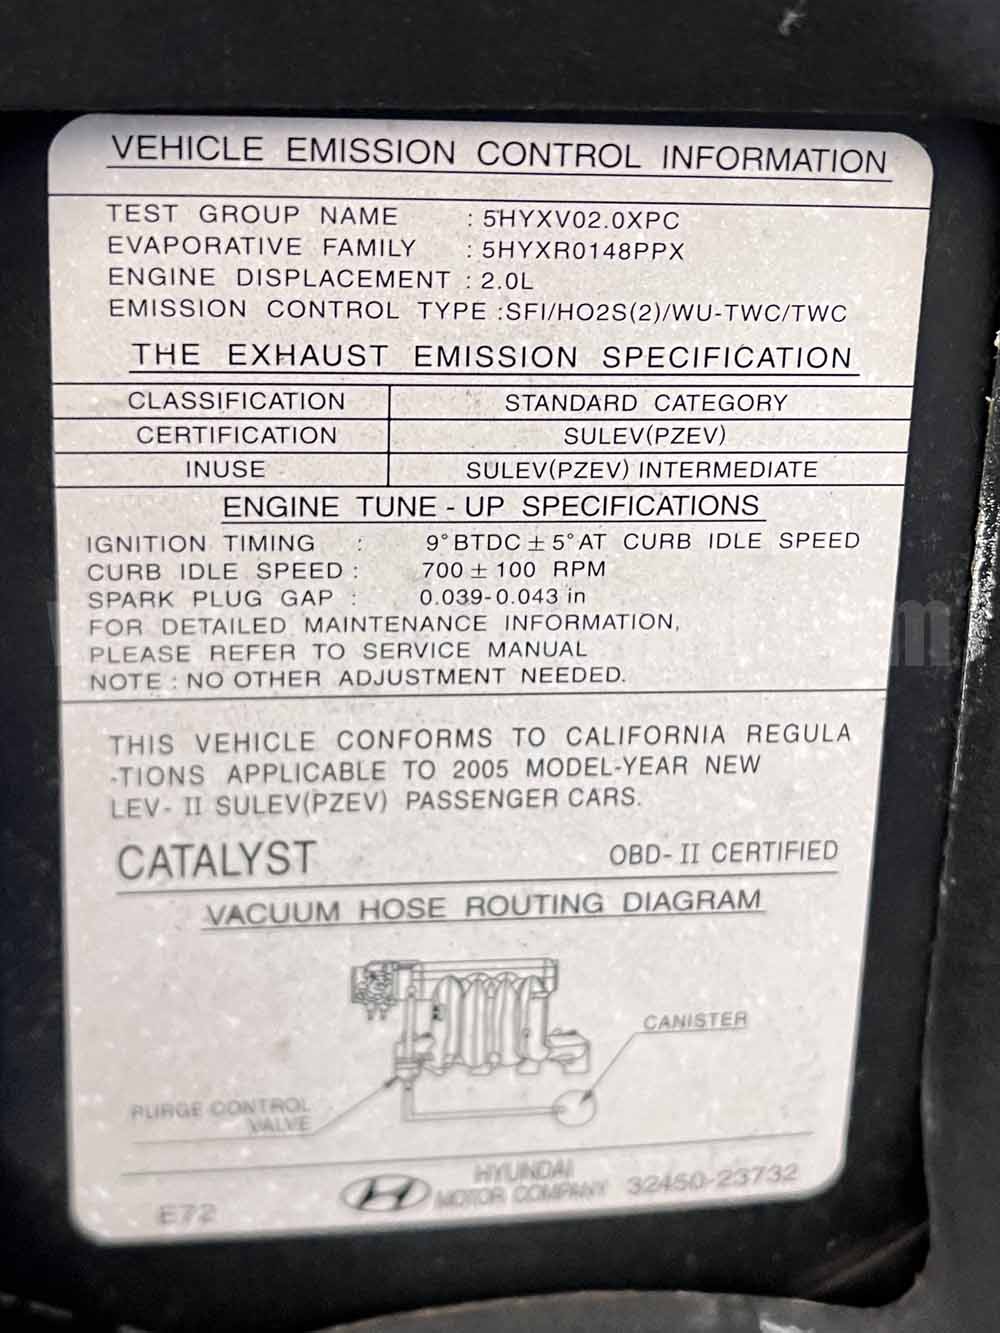 VEHICLE EMISSION CONTROL INFORMATION
TEST GROUP NAME : 5HYXV02.0XPC
EVAPORATIVE FAMILY : 5HYXR0148PPX
ENGINE DISPLACEMENT : 2.0L
EMISSION CONTROL TYPE :SFI/HO2S(2)/WU-TWC/TWC
THE EXHAUST EMISSION SPECIFICATION
CLASSIFICATION STANDARD CATEGORY
CERTIFICATION SULEV(PZEV)
INUSE SULEV(PZEV) INTERMEDIATE
ENGINE TUNE - UP SPECIFICATIONS
IGNITION TIMING : 9°BTDC ± 5°AT CURB IDLE SPEED
CURB IDLE SPEED : 700 ± 100 RPM
SPARK PLUG GAP : 0.039-0.043 in
FOR DETAILED MAINTENANCE INFORMATION,
PLEASE REFER TO SERVICE MANUAL
NOTE : NO OTHER ADJUSTMENT NEEDED.
THIS VEHICLE CONFORMS TO CALIFORNIA REGULA
-TIONS APPLICABLE TO 2005 MODEL-YEAR NEW
LEV- II SULEV(PZEV) PASSENGER CARS.
CATALYST OBD- II CERTIFIED
VACUUM HOSE ROUTING DIAGRAM
CANISTER
PURGE CONTROL
VALVE
HYUNDAI
MOTOR COMPANY 32450-23732
E72